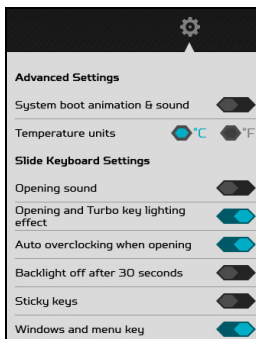 Advanced Settings
System boot animation & sound
Temperature units °C °F
Slide Keyboard Settings
Opening sound
Opening and Turbo key lighting
effect
Auto overclocking when opening
Backlight off after 30 seconds
Sticky keys
Windows and menu key